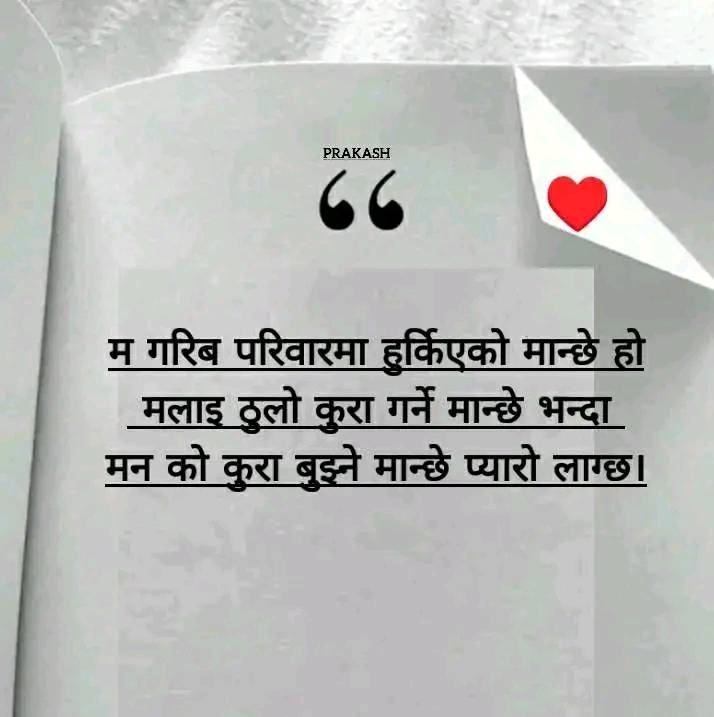 PRAKASH
“
म गरिब परिवारमा हुर्किएको मान्छे हो
मलाइ ठुलो कुरा गर्ने मान्छे भन्दा
मन को कुरा बुझ्ने मान्छे प्यारो लाग्छ।